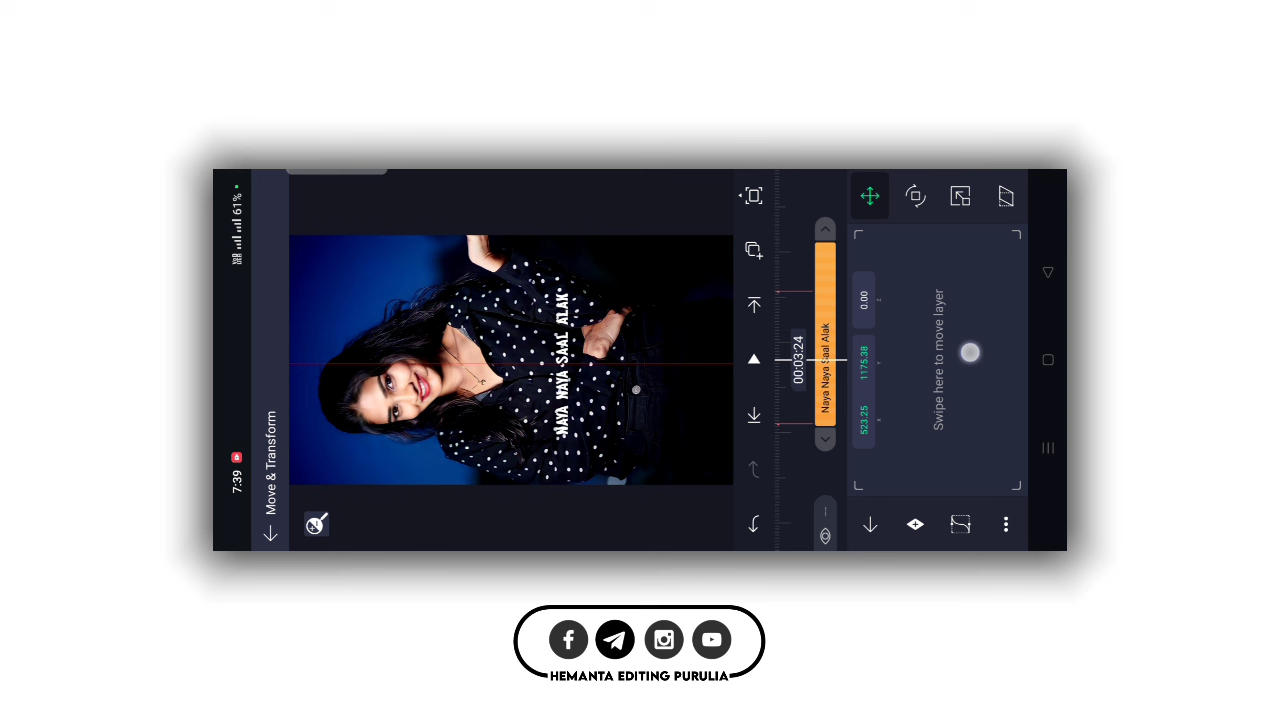 7:39
VoD
61%
Move & Transform
NAYA NAYA SAAL ALAK
00:03:24
Naya Naya Saal Alak
523.25
1175.38
0.00
X
Y
Z
Swipe here to move layer
HEMANTA EDITING PURULIA